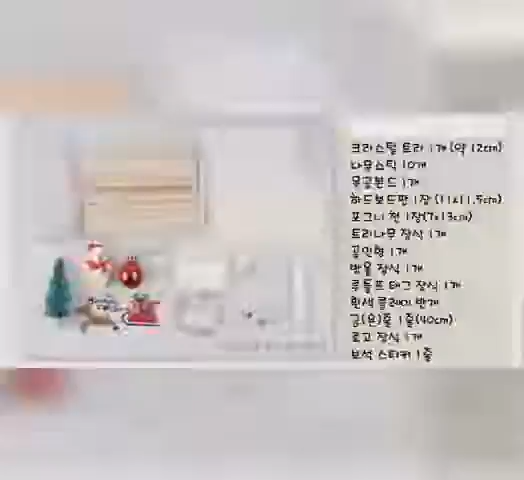 크리스탈 트리 1개 (약 12cm)
나무스틱 10개
목공본드 1개
하드보드판 1장 (11x11.5cm)
포그니 천 1장(7x13cm)
트리나무 장식 1개
곰인형 1개
방울 장식 1개
루돌프 태그 장식 1개
흰색 클레이 반개
금(은)줄 1줄(40cm)
로고 장식 1개
보석 스티커 1줄